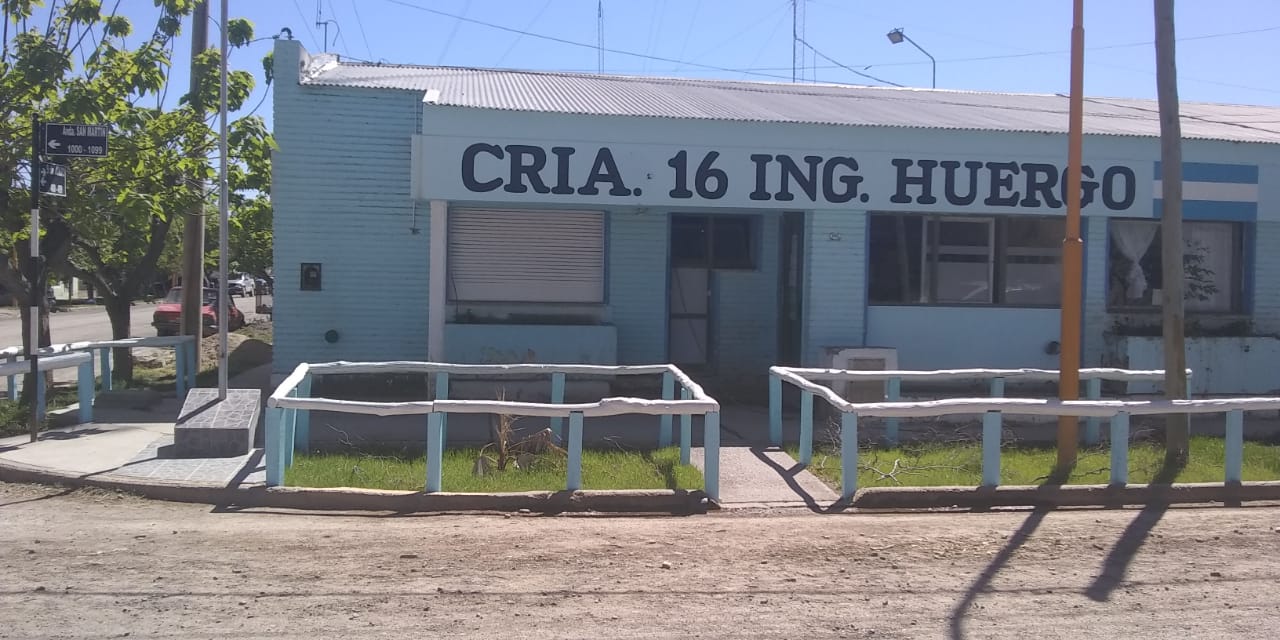 Avda. SAN MARTIN
1000 - 1099
CRIA. 16 ING. HUERGO